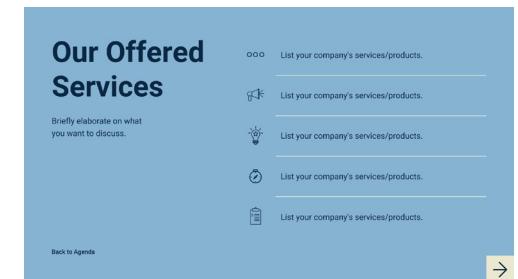 Our Offered
Services
Briefly elaborate on what
you want to discuss.
List your company's services/products.
List your company's services/products.
List your company's services/products.
List your company's services/products.
List your company's services/products.
Back to Agenda